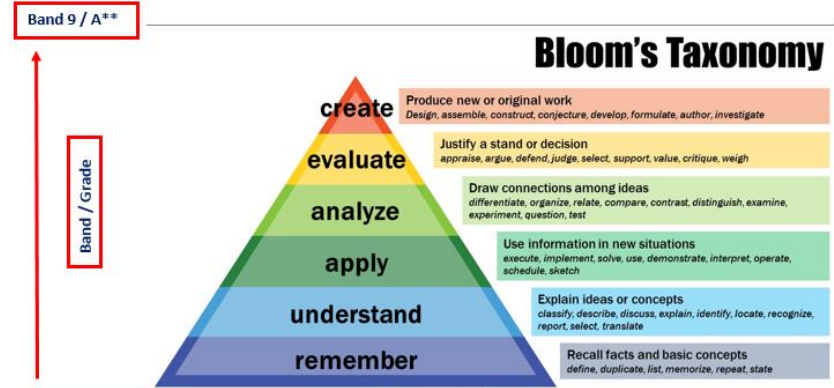 Band 9 / A**
Bloom's Taxonomy
Band / Grade
create
Produce new or original work
Design, assemble, construct, conjecture, develop, formulate, author, investigate
evaluate
Justify a stand or decision
appraise, argue, defend, judge, select, support, value, critique, weigh
analyze
Draw connections among ideas
differentiate, organize, relate, compare, contrast, distinguish, examine,
experiment, question, test
apply
Use information in new situations
execute, implement, solve, use, demonstrate, interpret, operate,
schedule, sketch
understand
Explain ideas or concepts
classify, describe, discuss, explain, identify, locate, recognize,
report, select, translate
remember
Recall facts and basic concepts
define, duplicate, list, memorize, repeat, state